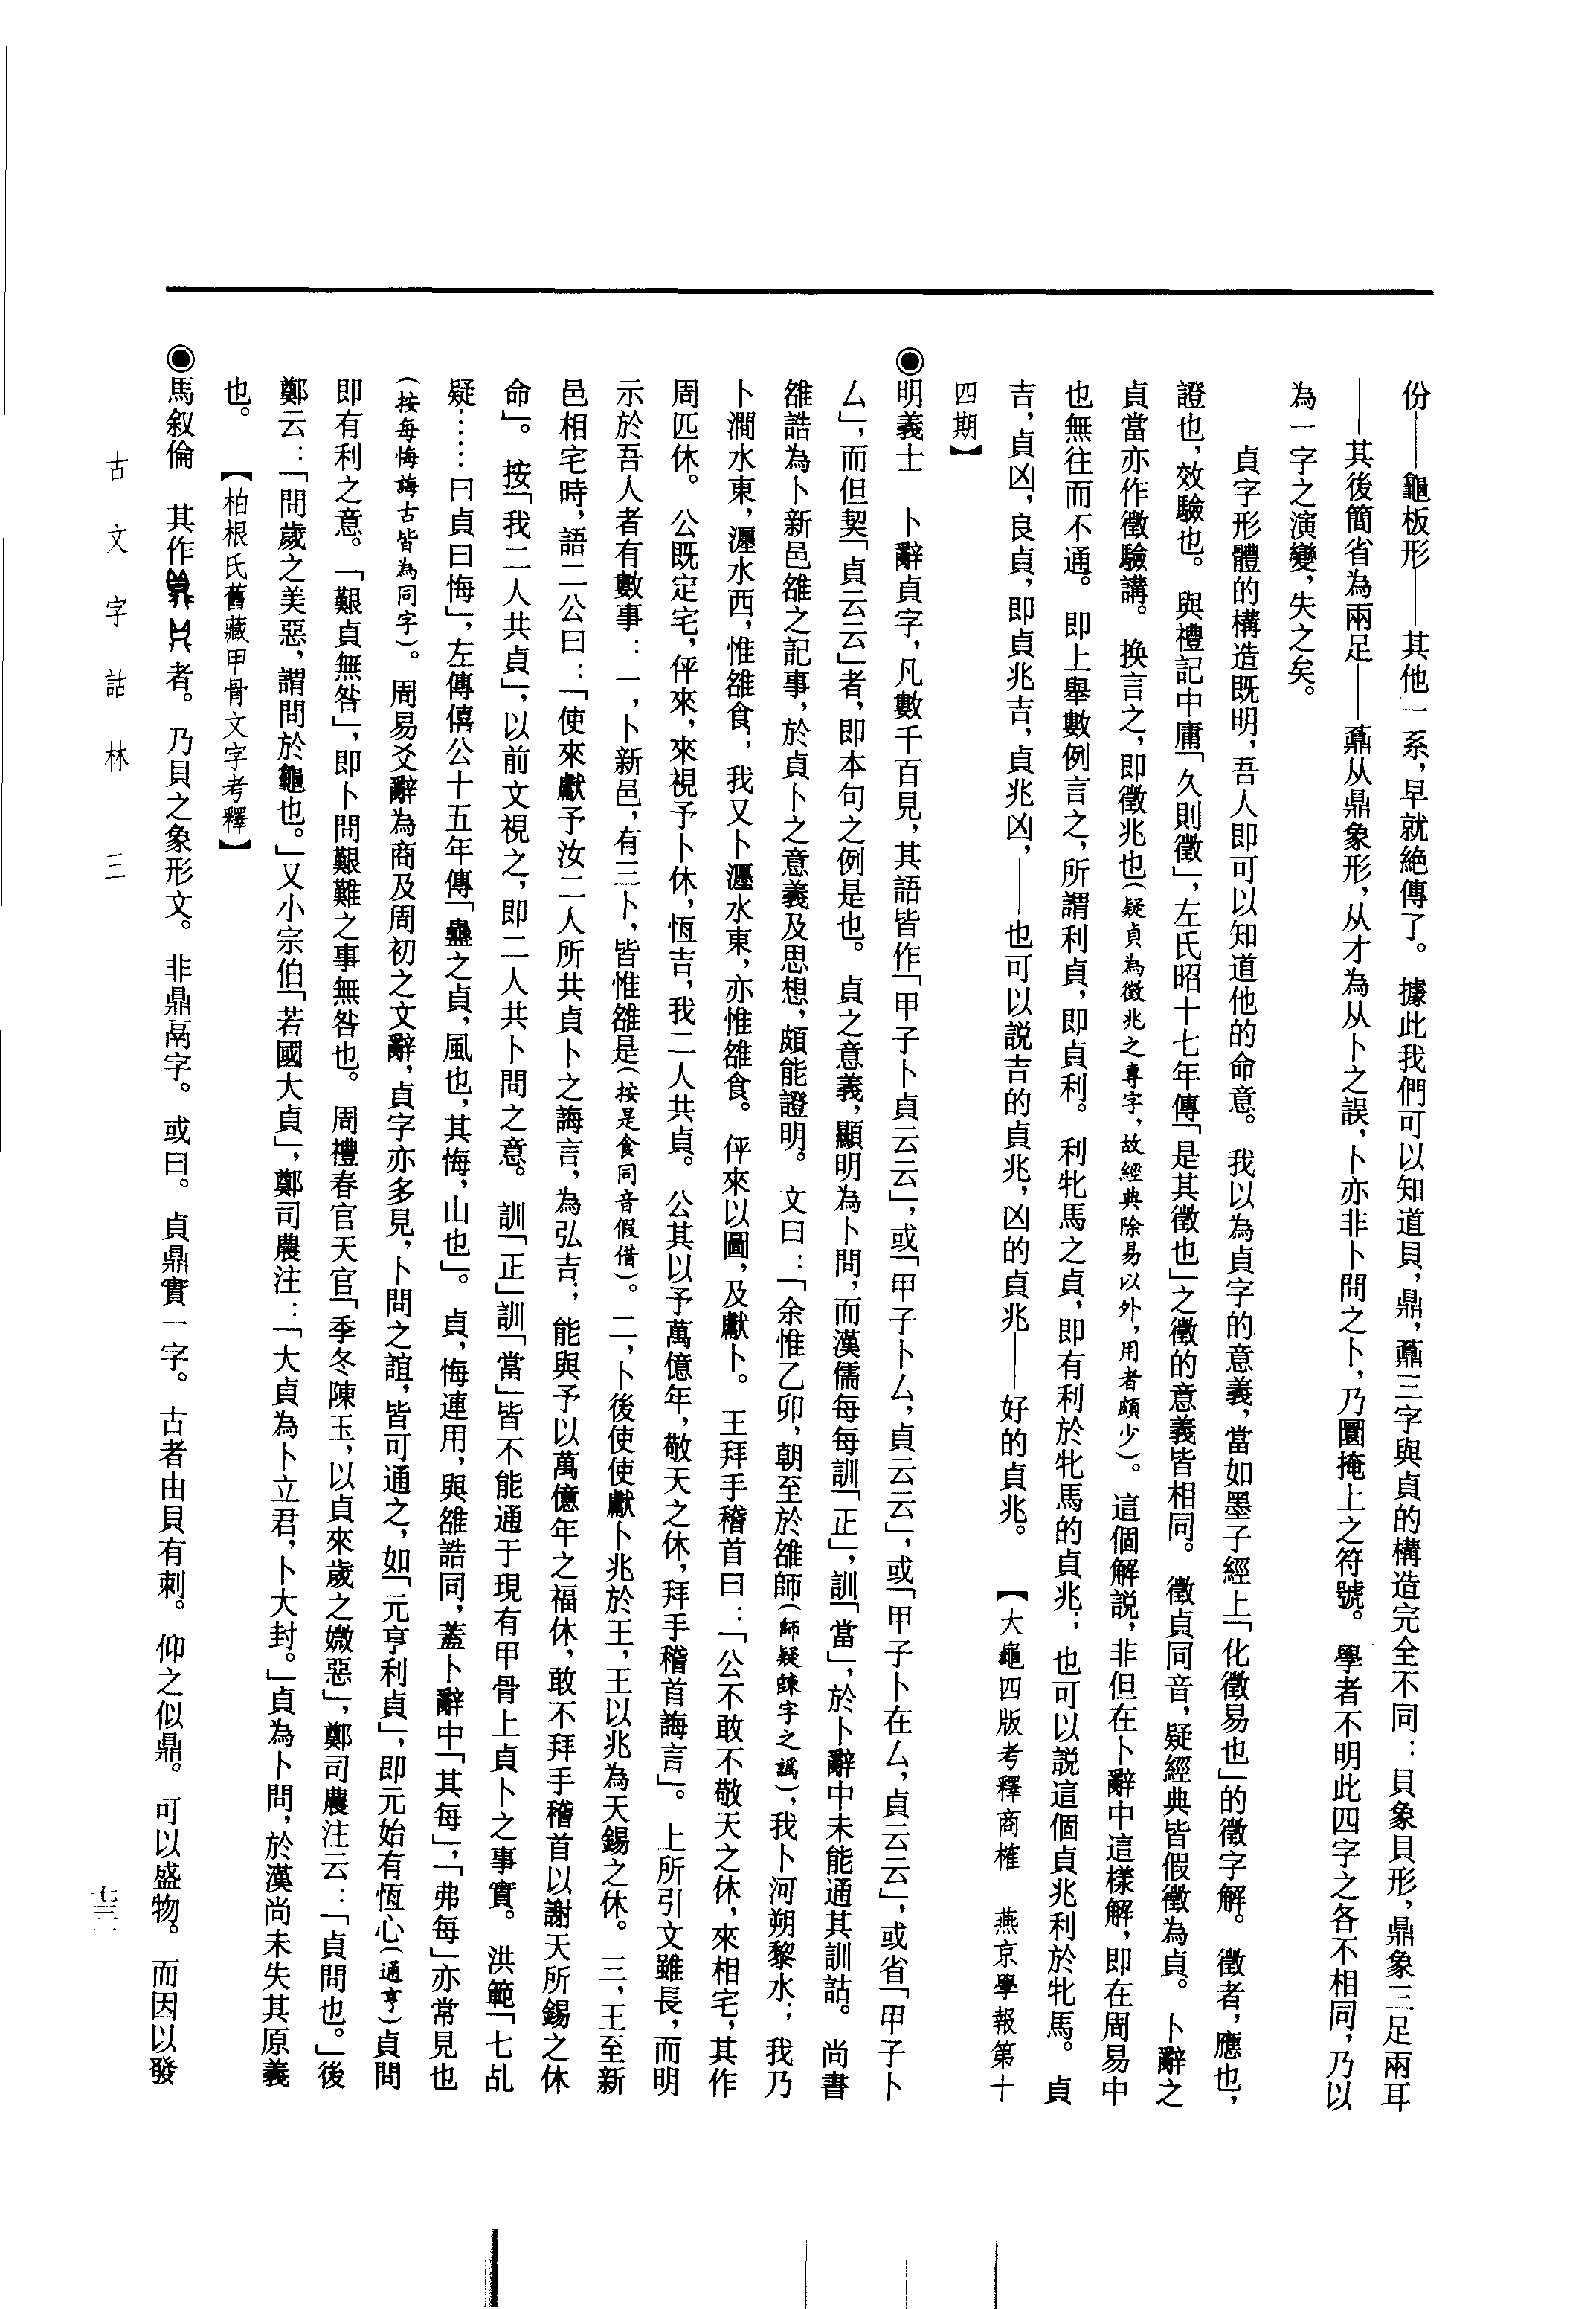 份——龜板形——其他一系，早就絕傳了。據此我們可以知道貝，鼎，鼒三字與貞的構造完全不同：貝象貝形，鼎象三足兩耳
——其後簡省為兩足——鼒从鼎象形，从才為从卜之誤，卜亦非卜問之卜，乃圜掩上之符號。學者不明此四字之各不相同，乃以
為一字之演變，失之矣。
貞字形體的構造既明，吾人即可以知道他的命意。我以為貞字的意義，當如墨子經上「化徵易也」的徵字解。徵者，應也，
證也，效驗也。與禮記中庸「久則徵」，左氏昭十七年傳「是其徵也」之徵的意義皆相同。徵貞同音，疑經典皆假徵為貞。卜辭之
貞當亦作徵驗講。換言之，即徵兆也（疑貞為徵兆之專字，故經典除易以外，用者頗少）。這個解說，非但在卜辭中這樣解，即在周易中
也無往而不通。即上舉數例言之，所謂利貞，即貞利。利牝馬之貞，即有利於牝馬的貞兆；也可以説這個貞兆利於牝馬。貞
吉，貞凶，良貞，即貞兆吉，貞兆凶，——也可以説吉的貞兆，凶的貞兆——好的貞兆。【大龜四版考釋商榷　燕京學報第十
四期】
◉明義士　卜辭貞字，凡數千百見，其語皆作「甲子卜貞云云」，或「甲子卜厶，貞云云」，或「甲子卜在厶，貞云云」，或省「甲子卜
厶」，而但契「貞云云」者，即本句之例是也。貞之意義，顯明為卜問，而漢儒每每訓「正」，訓「當」，於卜辭中未能通其訓詁。尚書
雒誥為卜新邑雒之記事，於貞卜之意義及思想，頗能證明。文曰：「余惟乙卯，朝至於雒師（師疑餗字之譌），我卜河朔黎水；我乃
卜澗水東，瀍水西，惟雒食；我又卜瀍水東，亦惟雒食。伻來以圖，及獻卜。王拜手稽首曰：「公不敢不敬天之休，來相宅，其作
周匹休。公既定宅，伻來，來視予卜休，恆吉，我二人共貞。公其以予萬億年，敬天之休，拜手稽首誨言」。上所引文雖長，而明
示於吾人者有數事：一，卜新邑，有三卜，皆惟雒是（按是食同音假借）。二，卜後使使獻卜兆於王，王以兆為天錫之休。三，王至新
邑相宅時，語二公曰：「使來獻予汝二人所共貞卜之誨言，為弘吉；能與予以萬億年之福休，敢不拜手稽首以謝天所錫之休
命」。按「我二人共貞」，以前文視之，即二人共卜問之意。訓「正」訓「當」皆不能通于現有甲骨上貞卜之事實。洪範「七乩
疑……曰貞曰悔」，左傳僖公十五年傳「蠱之貞，風也，其悔，山也」。貞，悔連用，與雒誥同，蓋卜辭中「其每」，「弗每」亦常見也
（按每悔誨古皆為同字）。周易爻辭為商及周初之文辭，貞字亦多見，卜問之誼，皆可通之，如「元亨利貞」，即元始有恆心（通亨）貞問
即有利之意。「艱貞無咎」，即卜問艱難之事無咎也。周禮春官天官「季冬陳玉，以貞來歲之媺惡」，鄭司農注云：「貞問也。」後
鄭云：「問歲之美惡，謂問於龜也。」又小宗伯「若國大貞」，鄭司農注：「大貞為卜立君，卜大封。」貞為卜問，於漢尚未失其原義
也。【柏根氏舊藏甲骨文字考釋】
◉馬叙倫　其作者。乃貝之象形文。非鼎鬲字。或曰。貞鼎實一字。古者由貝有刺。仰之似鼎。可以盛物。而因以發
古文字詁林　三
七三二